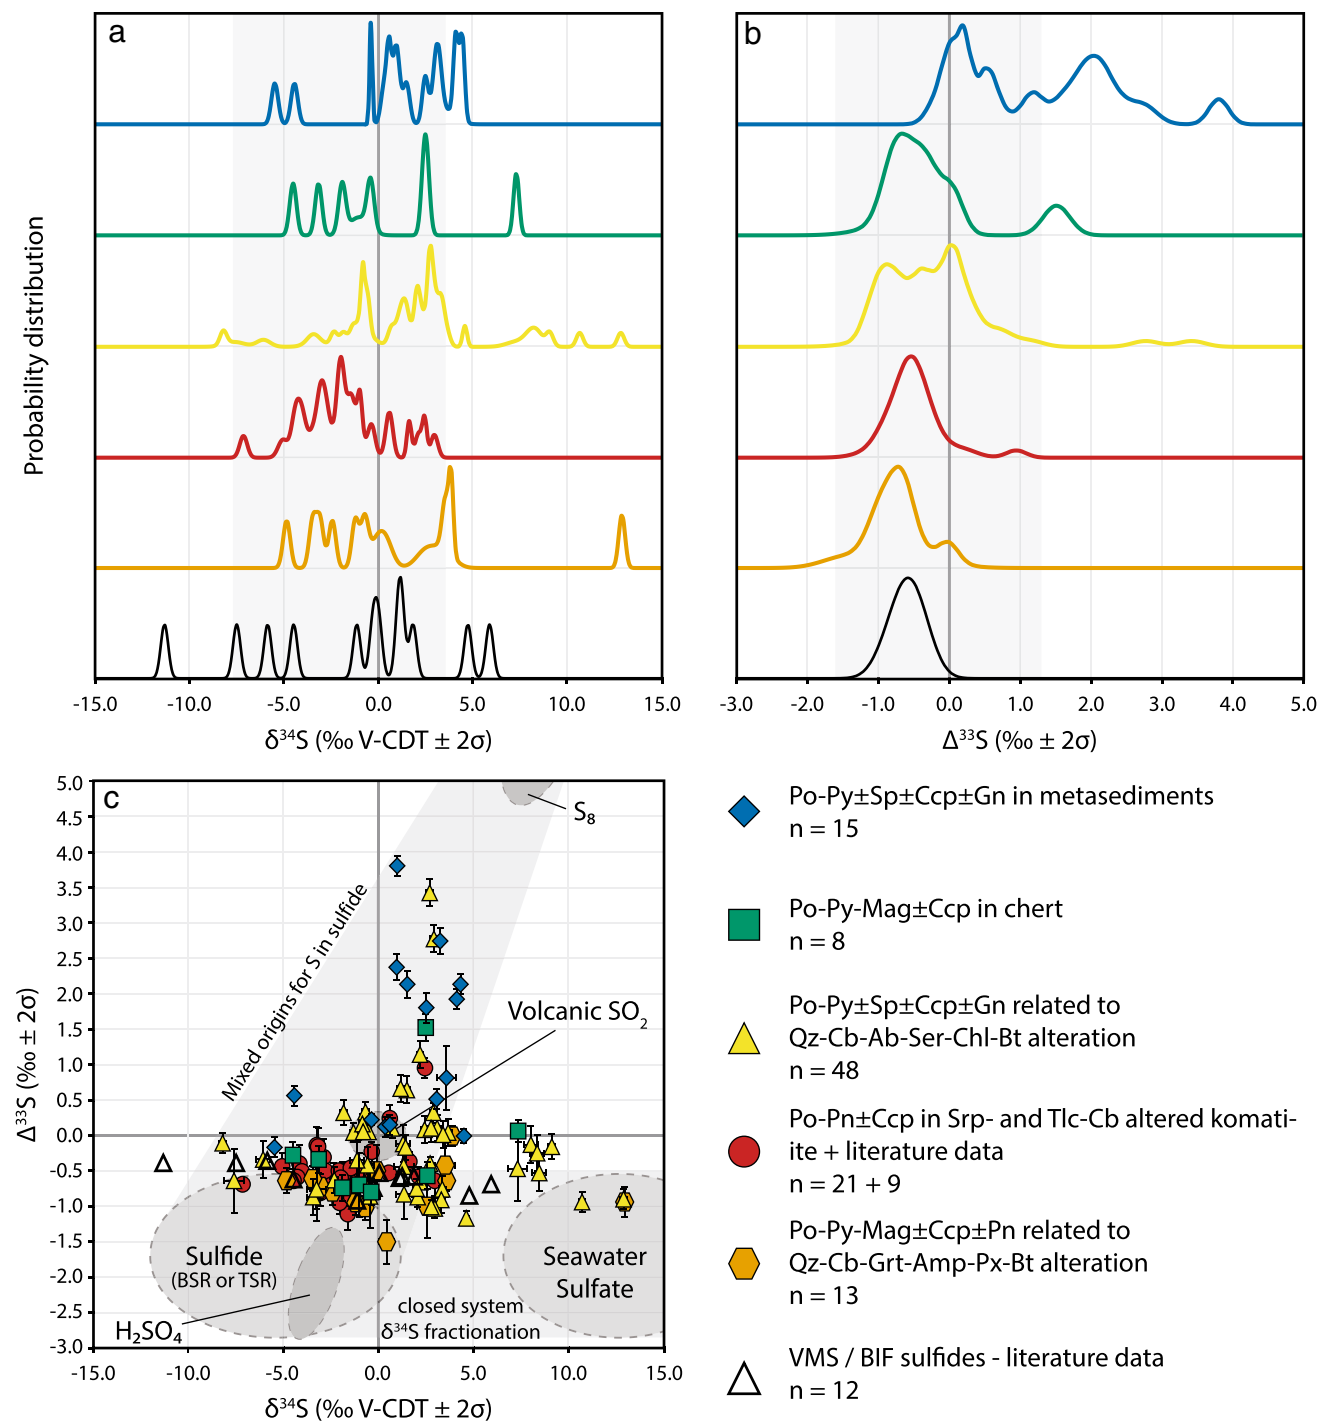 a
b
Probability distribution
-15.0 -10.0 -5.0 0.0 5.0 10.0 15.0
δ³⁴S (‰ V-CDT ± 2σ)
-3.0 -2.0 -1.0 0.0 1.0 2.0 3.0 4.0 5.0
Δ³³S (‰ ± 2σ)
c
5.0
4.5
4.0
3.5
3.0
2.5
2.0
1.5
1.0
0.5
0.0
-0.5
-1.0
-1.5
-2.0
-2.5
-3.0
Δ³³S (‰ ± 2σ)
S₈
Mixed origins for S in sulfide
Volcanic SO₂
Sulfide
(BSR or TSR)
H₂SO₄
closed system
δ³⁴S fractionation
Seawater
Sulfate
-15.0 -10.0 -5.0 0.0 5.0 10.0 15.0
δ³⁴S (‰ V-CDT ± 2σ)
Po-Py±Sp±Ccp±Gn in metasediments
n = 15
Po-Py-Mag±Ccp in chert
n = 8
Po-Py±Sp±Ccp±Gn related to
Qz-Cb-Ab-Ser-Chl-Bt alteration
n = 48
Po-Pn±Ccp in Srp- and Tlc-Cb altered komati-
ite + literature data
n = 21 + 9
Po-Py-Mag±Ccp±Pn related to
Qz-Cb-Grt-Amp-Px-Bt alteration
n = 13
VMS / BIF sulfides - literature data
n = 12